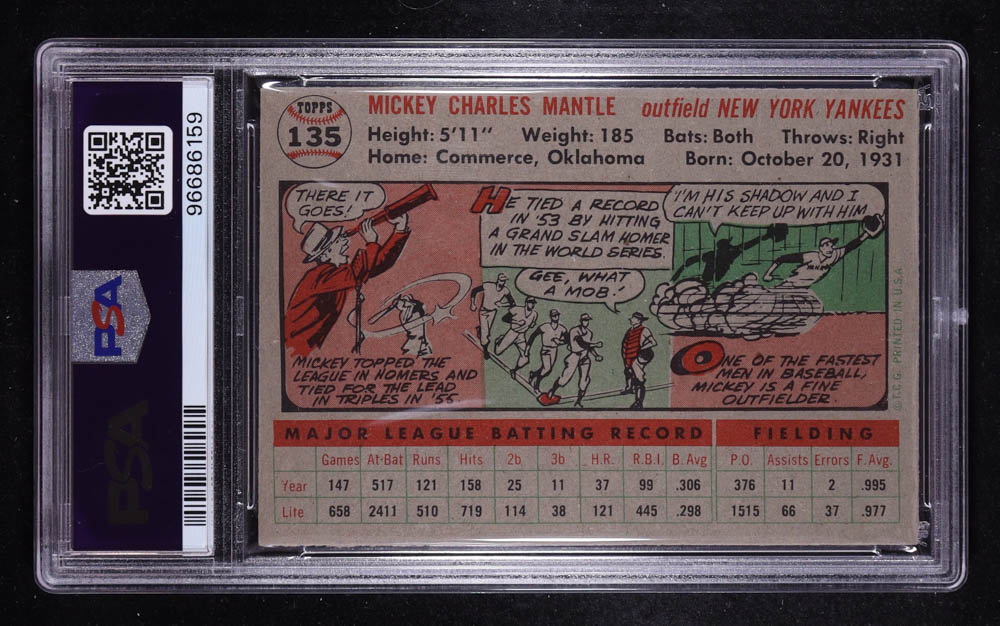 96686159
PSA
PSA
TOPPS
135
MICKEY CHARLES MANTLE outfield NEW YORK YANKEES
Height: 5'11" Weight: 185 Bats: Both Throws: Right
Home: Commerce, Oklahoma Born: October 20, 1931
THERE IT
GOES!
MICKEY TOPPED THE
LEAGUE IN HOMERS AND
TIED FOR THE LEAD
IN TRIPLES IN '55.
HE TIED A RECORD
IN '53 BY HITTING
A GRAND SLAM HOMER
IN THE WORLD SERIES.
GEE, WHAT
A MOB!
"I'M HIS SHADOW AND I
CAN'T KEEP UP WITH HIM
ONE OF THE FASTEST
MEN IN BASEBALL,
MICKEY IS A FINE
OUTFIELDER.
© T.C.G. PRINTED IN U.S.A
MAJOR LEAGUE BATTING RECORD FIELDING
Games At-Bat Runs Hits 2b 3b H.R. R.B.I. B. Avg P.O. Assists Errors F. Avg.
Year 147 517 121 158 25 11 37 99 .306 376 11 2 .995
Life 658 2411 510 719 114 38 121 445 .298 1515 66 37 .977